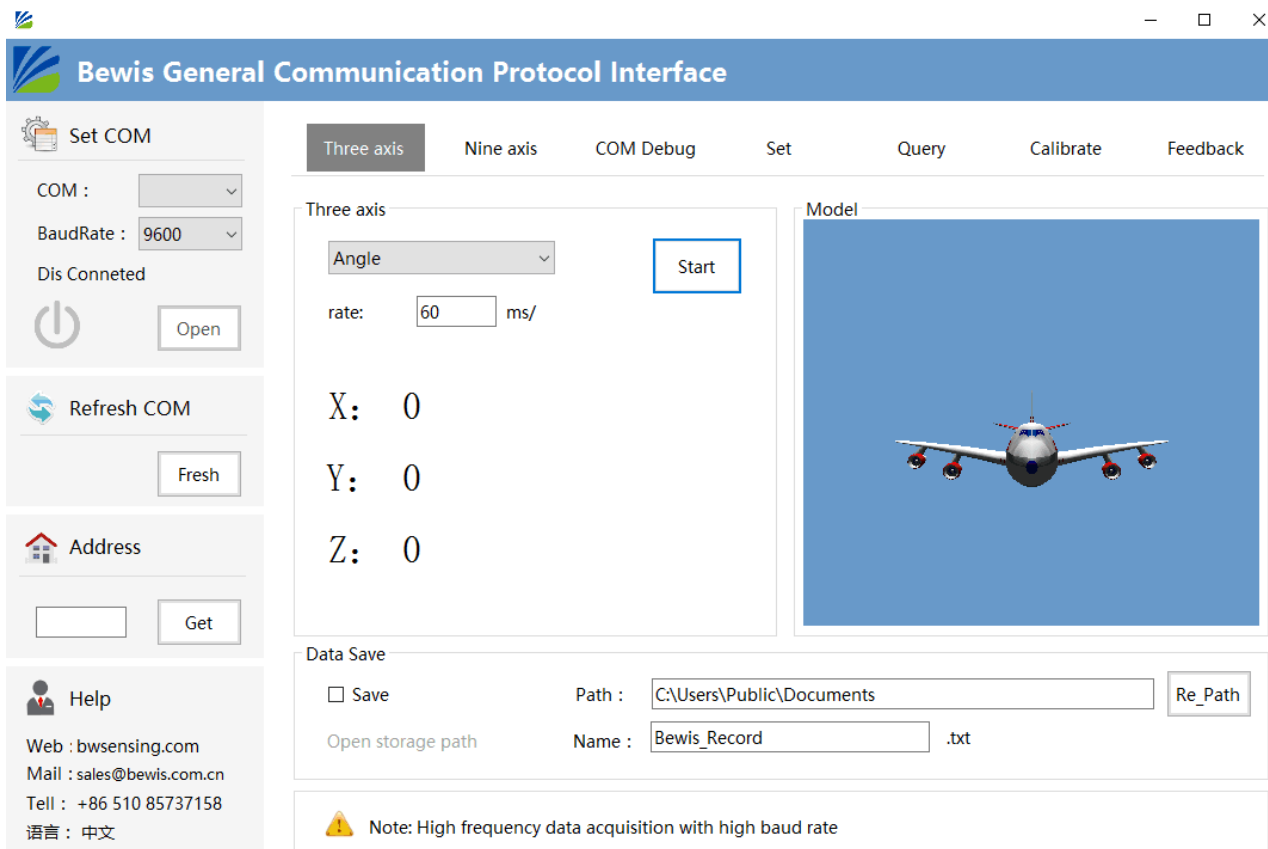 Bewis General Communication Protocol Interface
Set COM
COM :
BaudRate : 9600
Dis Conneted
Open
Refresh COM
Fresh
Address
Get
Help
Web : bwsensing.com
Mail : sales@bewis.com.cn
Tell : +86 510 85737158
语言： 中文
Three axis Nine axis COM Debug Set Query Calibrate Feedback
Three axis
Angle
Start
rate: 60 ms/
X: 0
Y: 0
Z: 0
Model
Data Save
Save
Path : C:\Users\Public\Documents Re_Path
Open storage path
Name : Bewis_Record .txt
Note: High frequency data acquisition with high baud rate